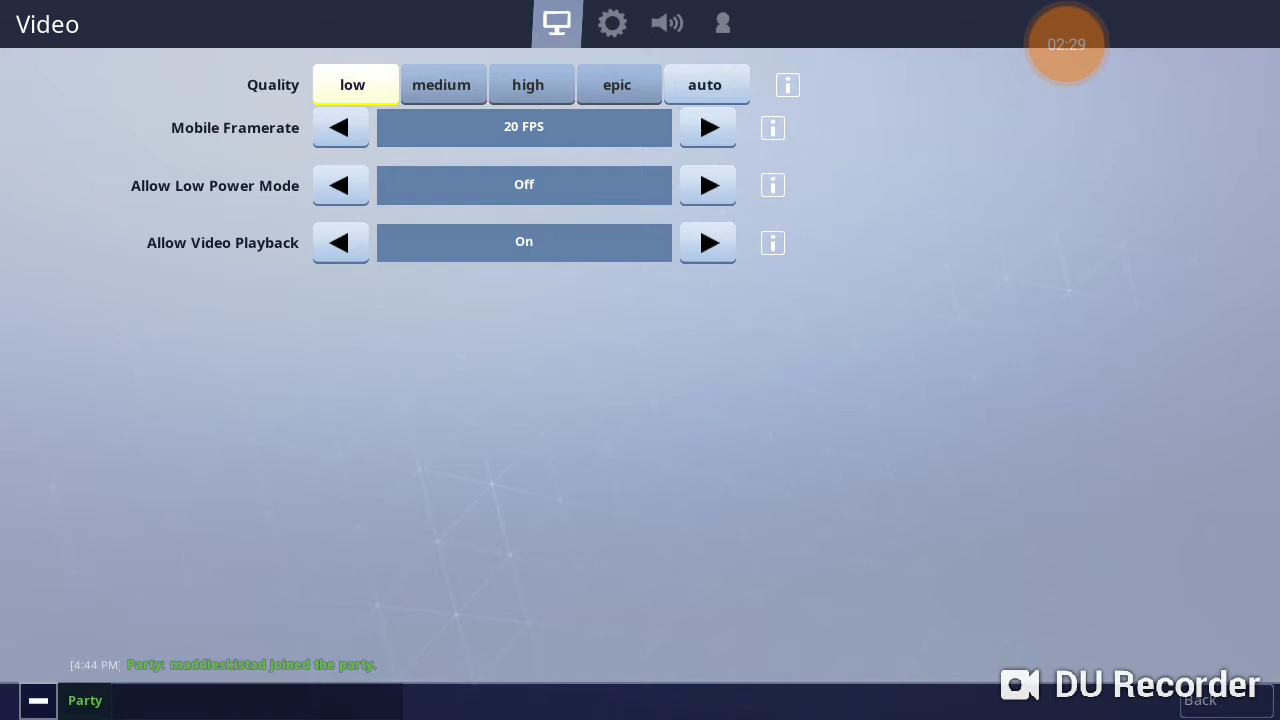 Video
02:29
Quality low medium high epic auto
Mobile Framerate 20 FPS
Allow Low Power Mode Off
Allow Video Playback On
[4:44 PM] Party: maddieskistad joined the party.
Party
DU Recorder
Back